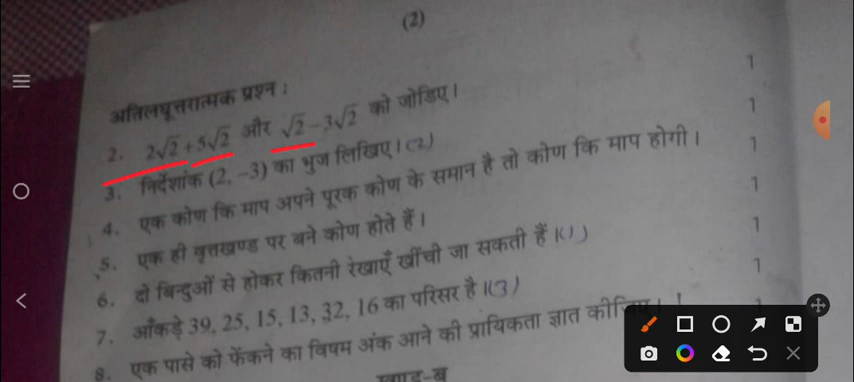 (2)
अतिलघूत्तरात्मक प्रश्न :
2. 2√2 + 5√2 और √2 – 3√2 को जोडिए। 1
3. निर्देशांक (2, –3) का भुज लिखिए। (2) 1
4. एक कोण कि माप अपने पूरक कोण के समान है तो कोण कि माप होगी। 1
5. एक ही वृत्तखण्ड पर बने कोण होते हैं। 1
6. दो बिन्दुओं से होकर कितनी रेखाएँ खींची जा सकती हैं। (1) 1
7. आँकड़े 39, 25, 15, 13, 32, 16 का परिसर है। 1
8. एक पासे को फेंकने का विषम अंक आने की प्रायिकता ज्ञात
खण्ड-ब